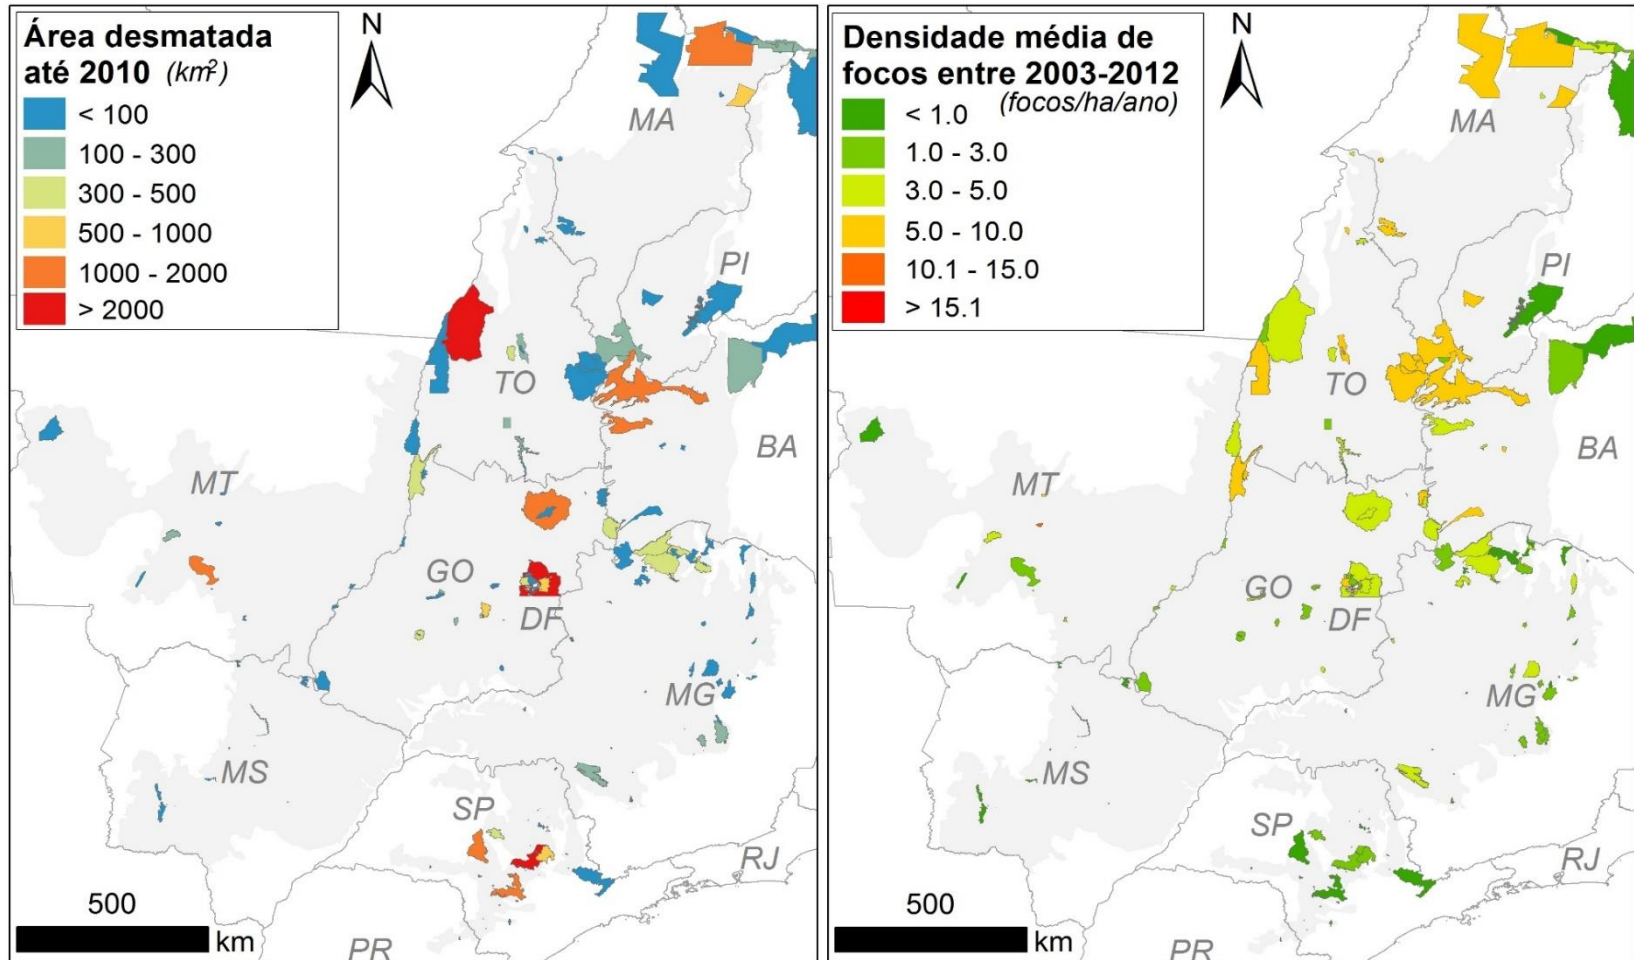 Área desmatada
até 2010 (km²)
< 100
100 - 300
300 - 500
500 - 1000
1000 - 2000
> 2000
N
MA
PI
TO
BA
MT
GO
DF
MG
MS
SP
RJ
PR
500
km
Densidade média de
focos entre 2003-2012
(focos/ha/ano)
< 1.0
1.0 - 3.0
3.0 - 5.0
5.0 - 10.0
10.1 - 15.0
> 15.1
N
MA
PI
TO
BA
MT
GO
DF
MG
MS
SP
RJ
PR
500
km